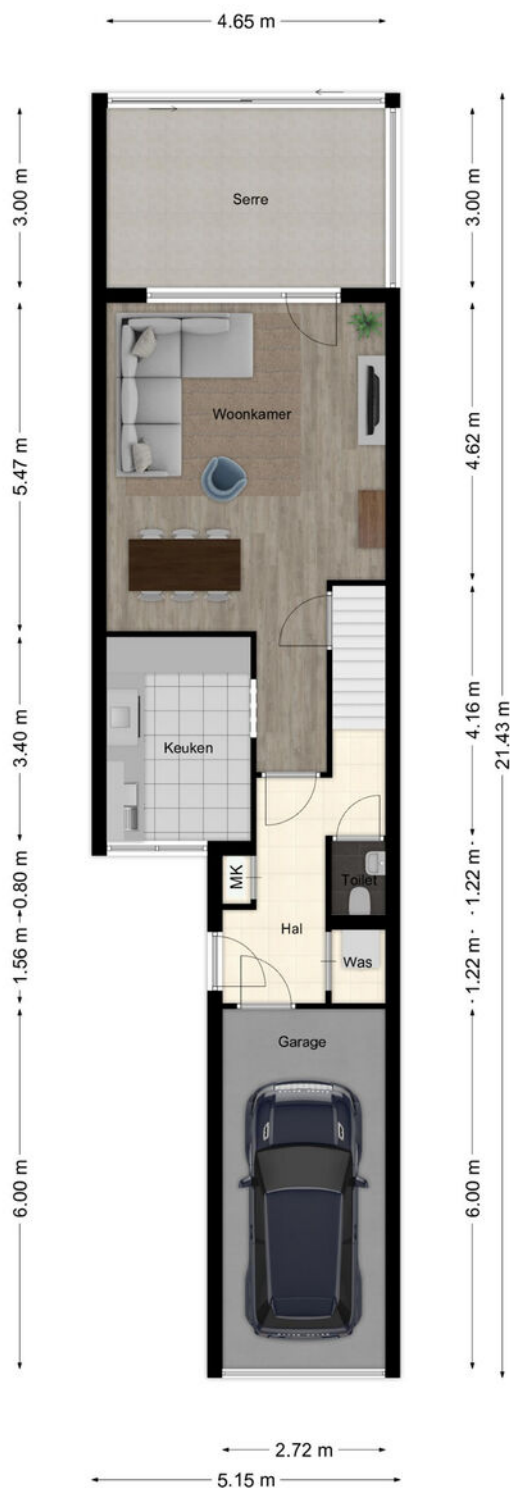 4.65 m
3.00 m
Serre
3.00 m
Woonkamer
5.47 m
4.62 m
3.40 m
Keuken
4.16 m
21.43 m
0.80 m
MK
Toilet
1.22 m
1.56 m
Hal
Was
1.22 m
Garage
6.00 m
6.00 m
2.72 m
5.15 m